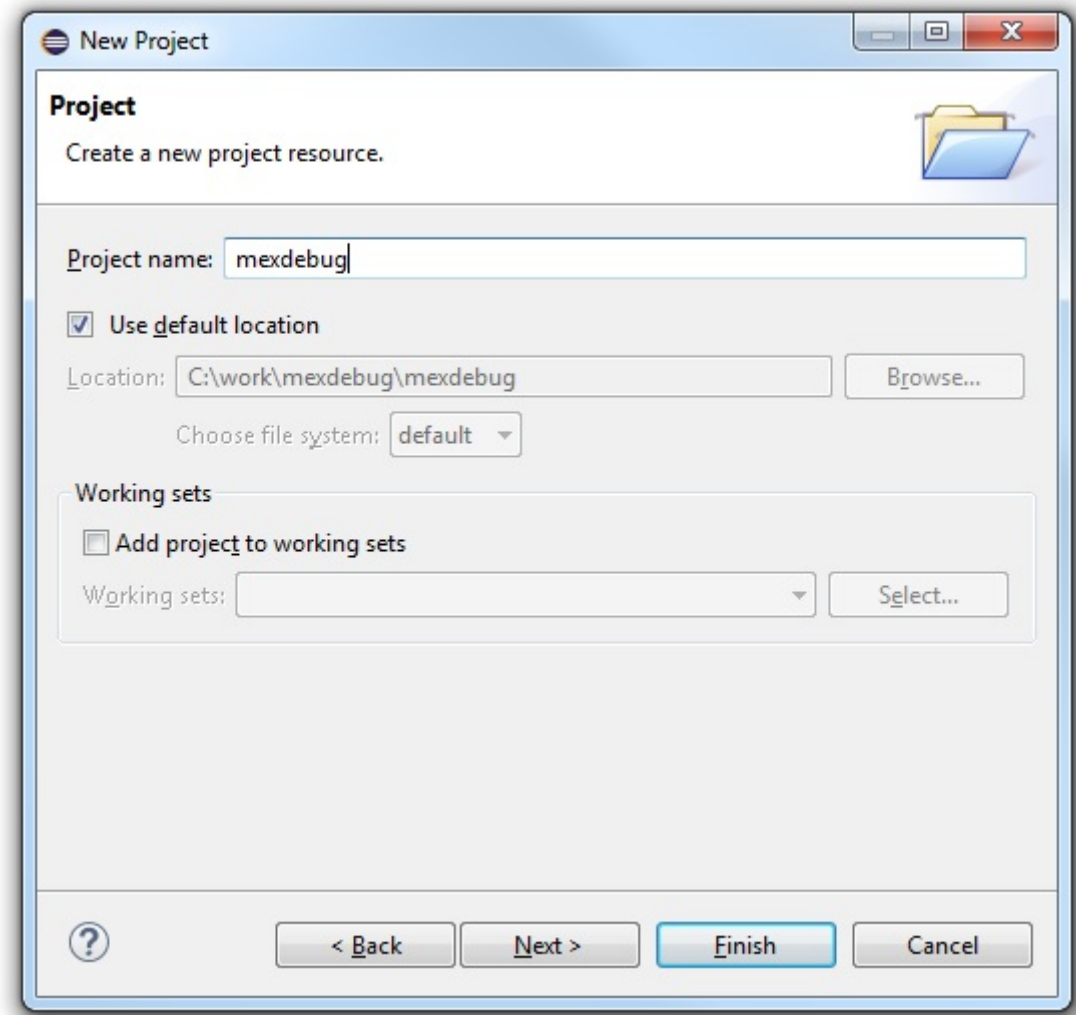 New Project
Project
Create a new project resource.
Project name: mexdebug
Use default location
Location: C:\work\mexdebug\mexdebug Browse...
Choose file system: default
Working sets
Add project to working sets
Working sets: Select...
< Back Next > Finish Cancel